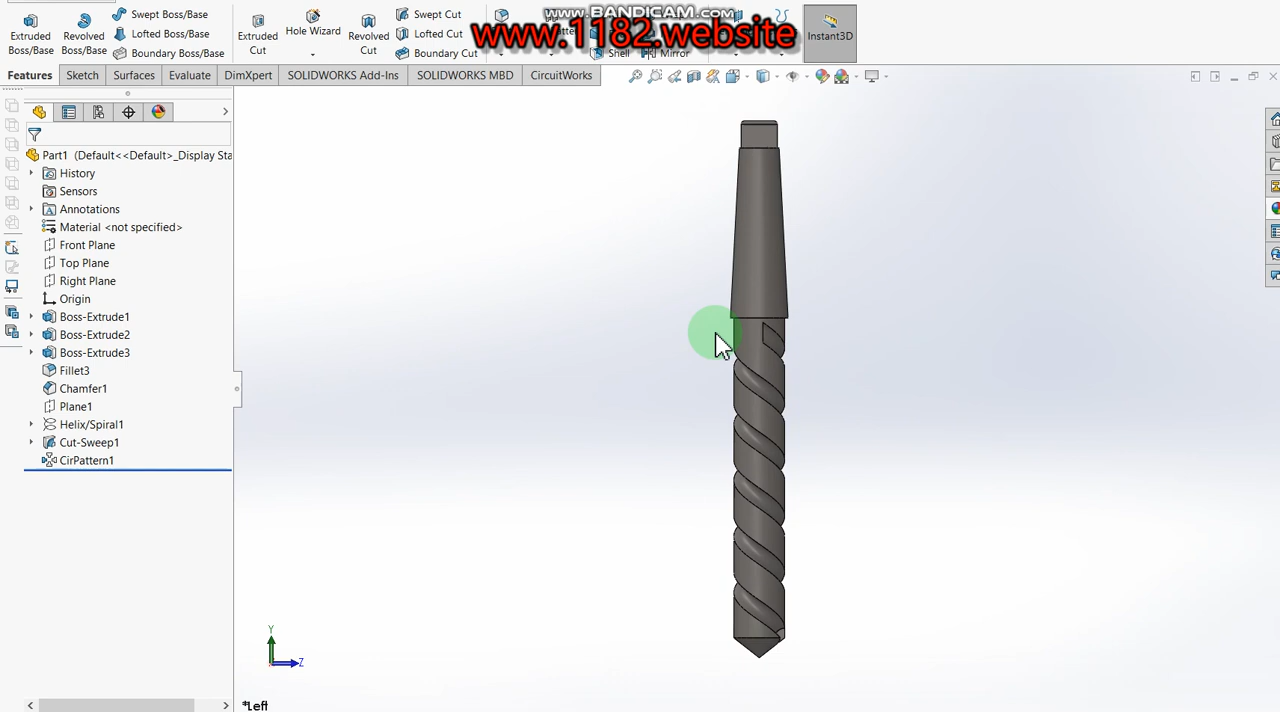 www.BANDICAM.com
www.1182.website
Extruded Boss/Base
Revolved Boss/Base
Swept Boss/Base
Lofted Boss/Base
Boundary Boss/Base
Extruded Cut
Hole Wizard
Revolved Cut
Swept Cut
Lofted Cut
Boundary Cut
Shell
Mirror
Instant3D
Features Sketch Surfaces Evaluate DimXpert SOLIDWORKS Add-Ins SOLIDWORKS MBD CircuitWorks
Part1 (Default<<Default>_Display Sta
History
Sensors
Annotations
Material <not specified>
Front Plane
Top Plane
Right Plane
Origin
Boss-Extrude1
Boss-Extrude2
Boss-Extrude3
Fillet3
Chamfer1
Plane1
Helix/Spiral1
Cut-Sweep1
CirPattern1
Y
Z
*Left